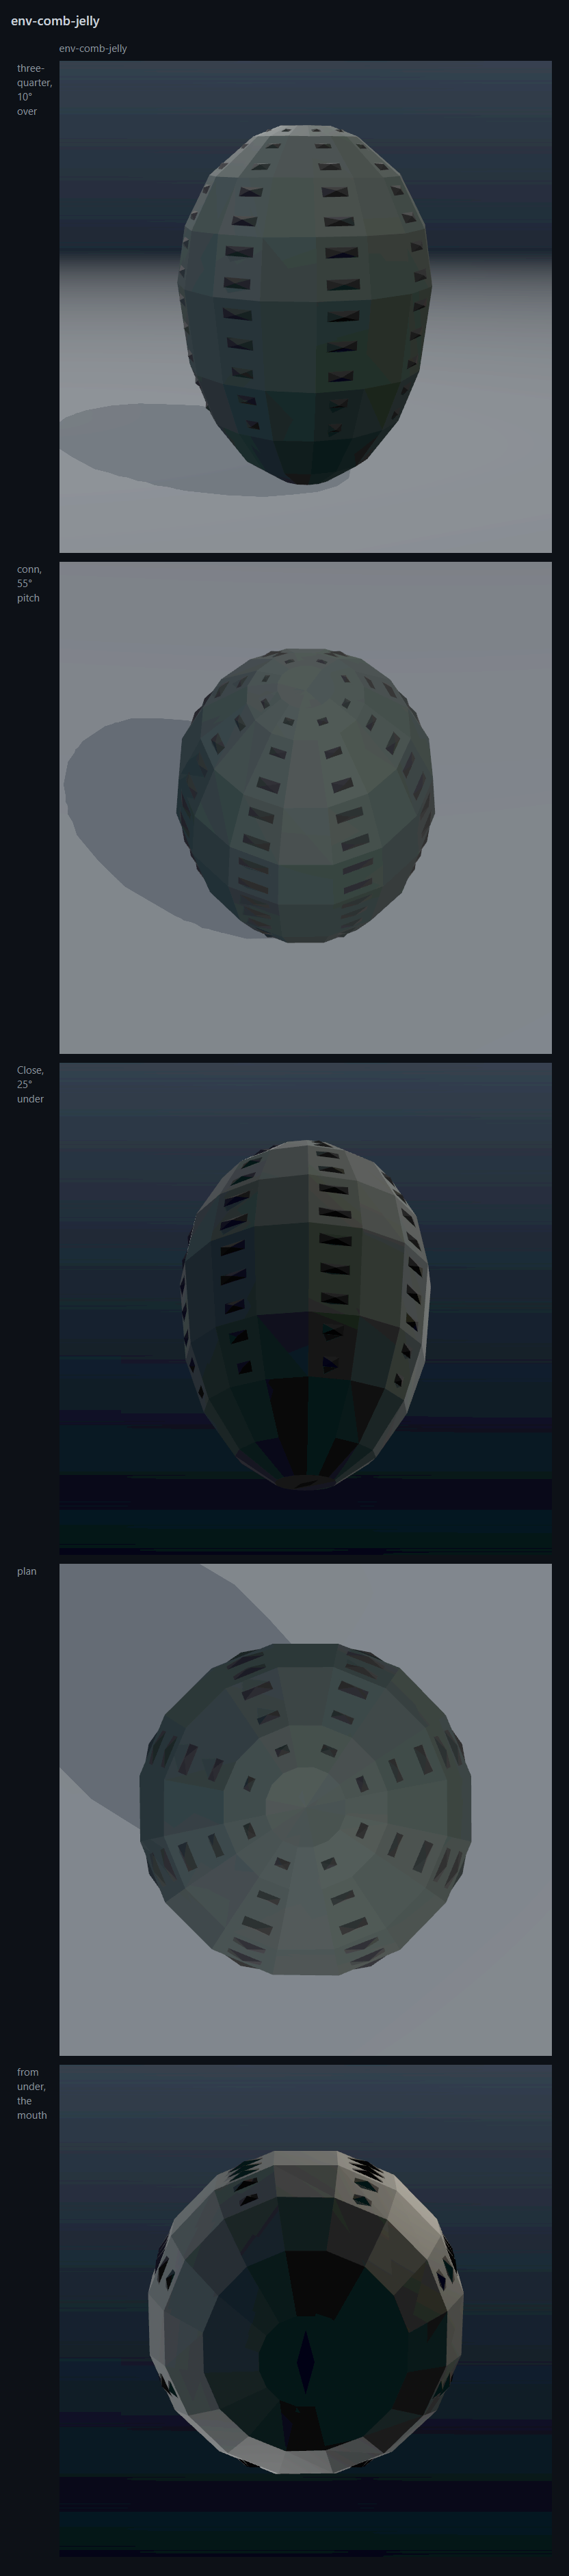 env-comb-jelly
env-comb-jelly
three-
quarter,
10°
over
conn,
55°
pitch
Close,
25°
under
plan
from
under,
the
mouth